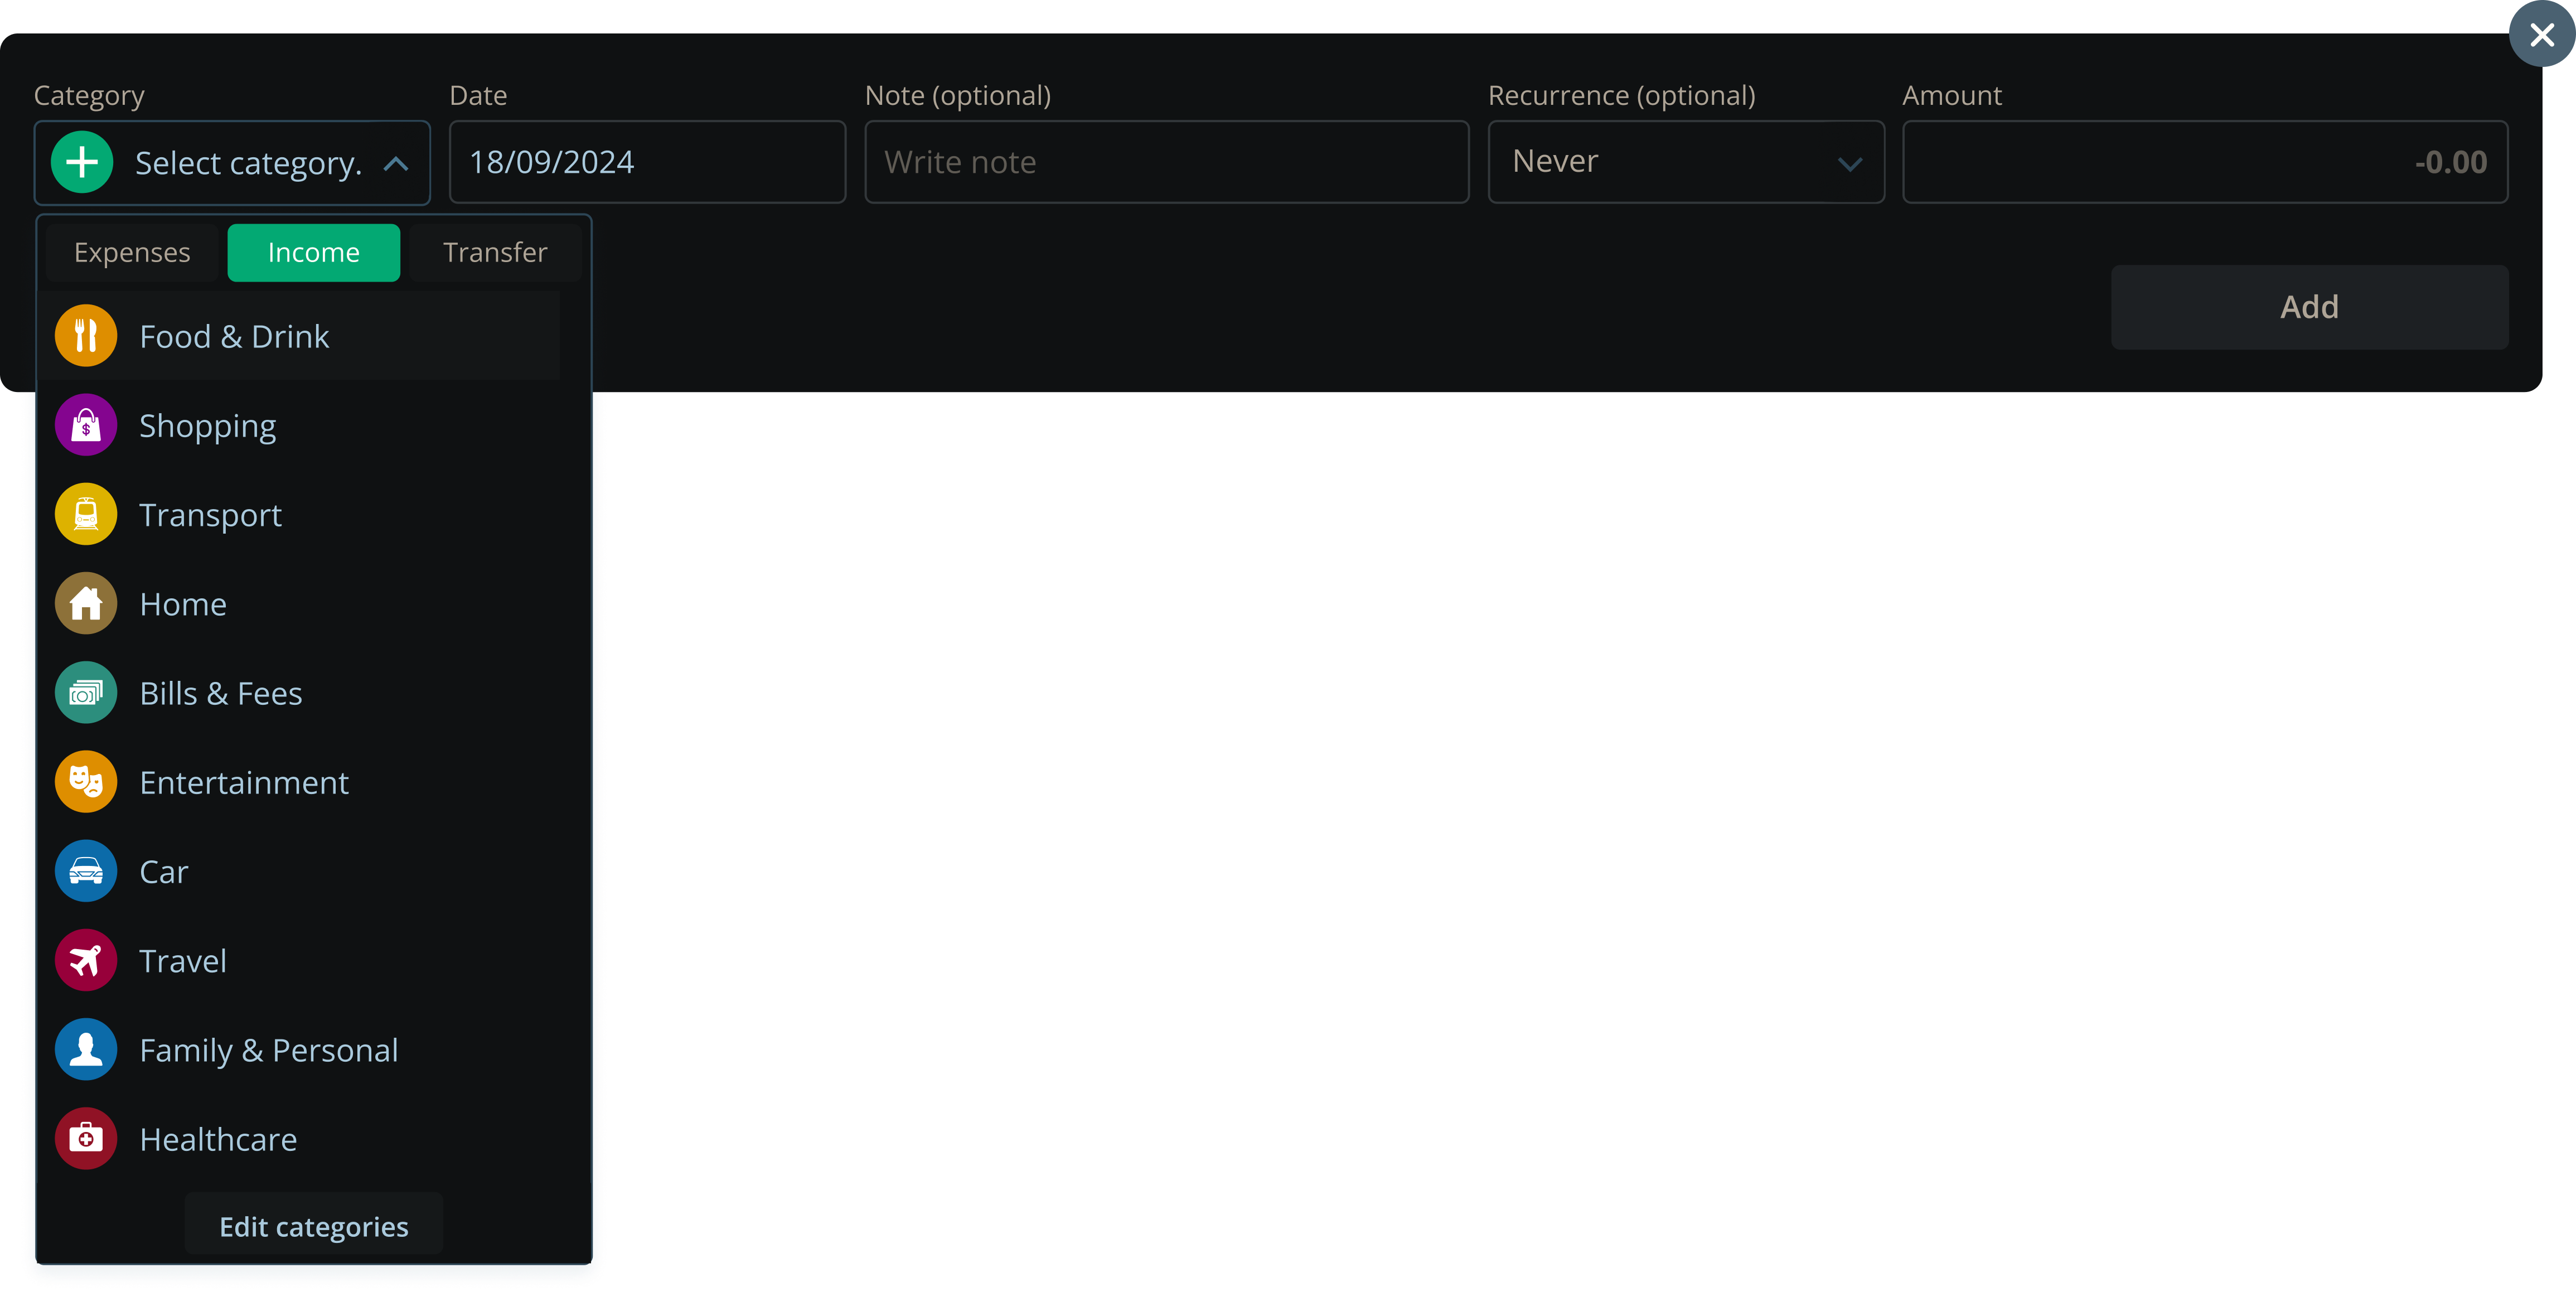 Category
Date
Note (optional)
Recurrence (optional)
Amount
Select category.
18/09/2024
Write note
Never
-0.00
Expenses
Income
Transfer
Add
Food & Drink
Shopping
$
Transport
Home
Bills & Fees
Entertainment
Car
Travel
Family & Personal
Healthcare
Edit categories